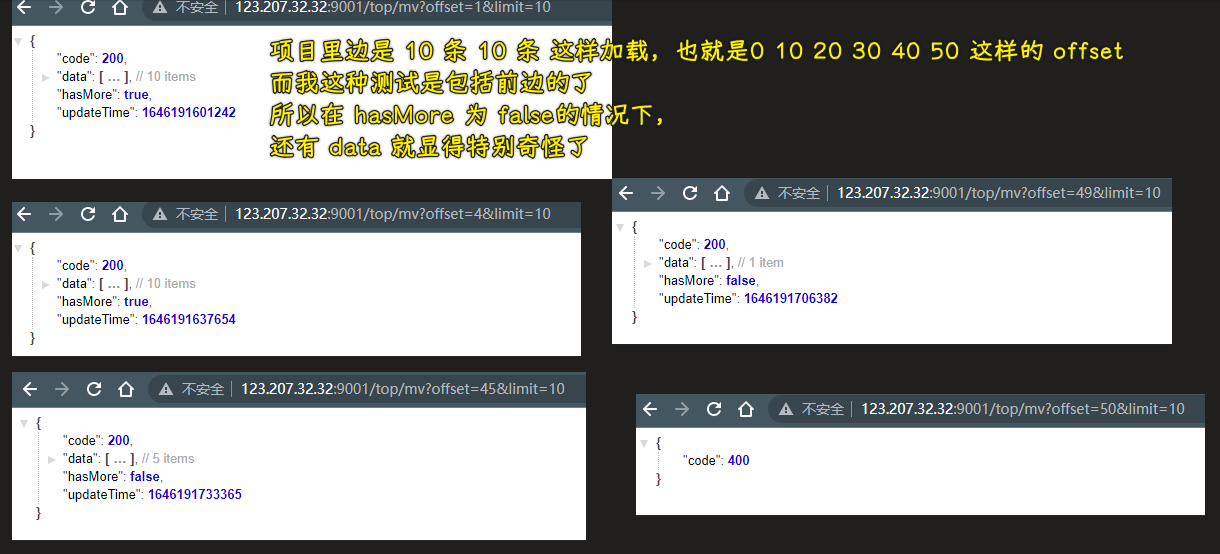 123.207.32.32:9001/top/mv?offset=1&limit=10
{
"code": 200,
"data": [ ... ], // 10 items
"hasMore": true,
"updateTime": 1646191601242
}
项目里边是 10 条 10 条 这样加载，也就是0 10 20 30 40 50 这样的 offset
而我这种测试是包括前边的了
所以在 hasMore 为 false的情况下，
还有 data 就显得特别奇怪了
不安全 123.207.32.32:9001/top/mv?offset=4&limit=10
{
"code": 200,
"data": [ ... ], // 10 items
"hasMore": true,
"updateTime": 1646191637654
}
不安全 123.207.32.32:9001/top/mv?offset=45&limit=10
{
"code": 200,
"data": [ ... ], // 5 items
"hasMore": false,
"updateTime": 1646191733365
}
不安全 123.207.32.32:9001/top/mv?offset=49&limit=10
{
"code": 200,
"data": [ ... ], // 1 item
"hasMore": false,
"updateTime": 1646191706382
}
不安全 123.207.32.32:9001/top/mv?offset=50&limit=10
{
"code": 400
}